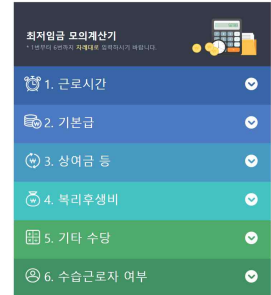 최저임금 모의계산기
* 1번부터 6번까지 차례대로 입력하시기 바랍니다.
1. 근로시간
2. 기본급
3. 상여금 등
4. 복리후생비
5. 기타 수당
6. 수습근로자 여부